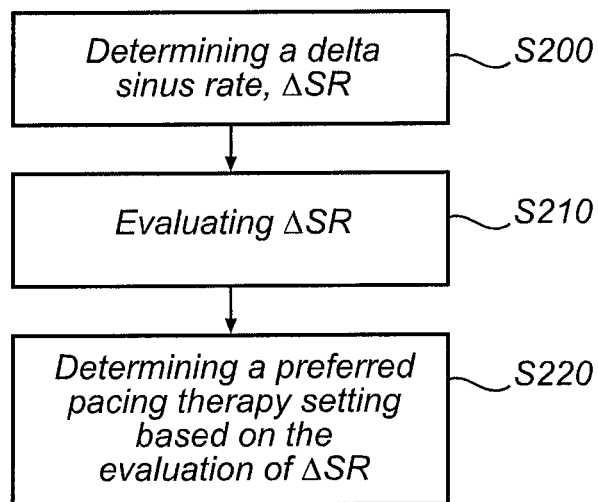 Determining a delta
sinus rate, ΔSR
S200
Evaluating ΔSR
S210
Determining a preferred
pacing therapy setting
based on the
evaluation of ΔSR
S220